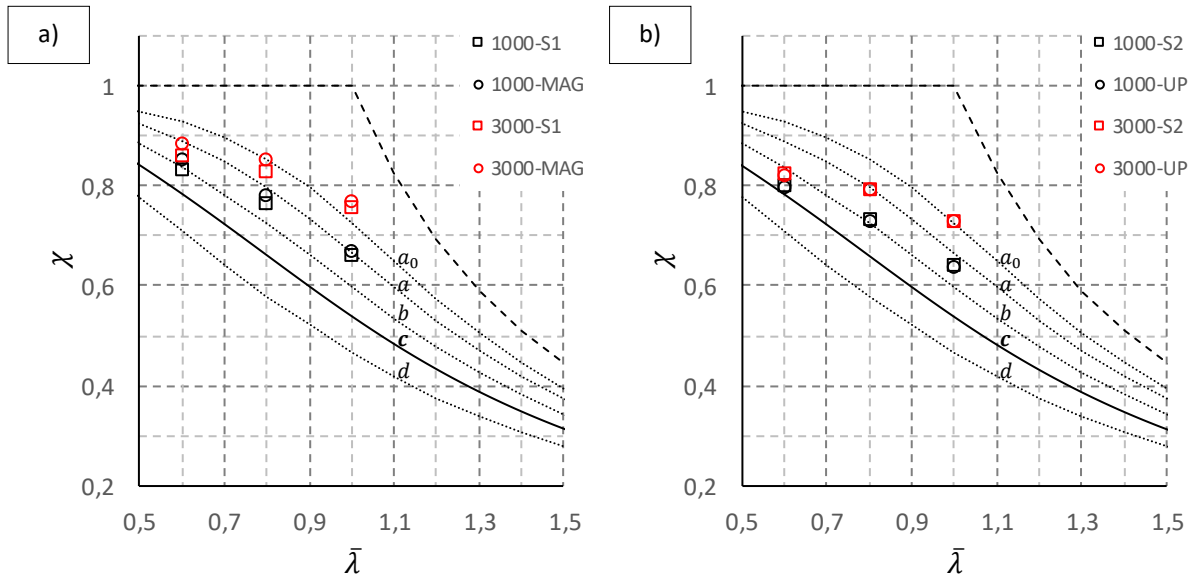 a)
1000-S1
1000-MAG
3000-S1
3000-MAG
1
0,8
0,6
0,4
0,2
χ
a₀
a
b
c
d
0,5 0,7 0,9 1,1 1,3 1,5
λ̄
b)
1000-S2
1000-UP
3000-S2
3000-UP
1
0,8
0,6
0,4
0,2
χ
a₀
a
b
c
d
0,5 0,7 0,9 1,1 1,3 1,5
λ̄